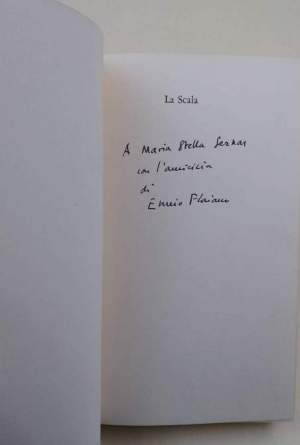 La Scala
A Maria Stella Sernas
con l'amicizia
di
Ennio Flaiano